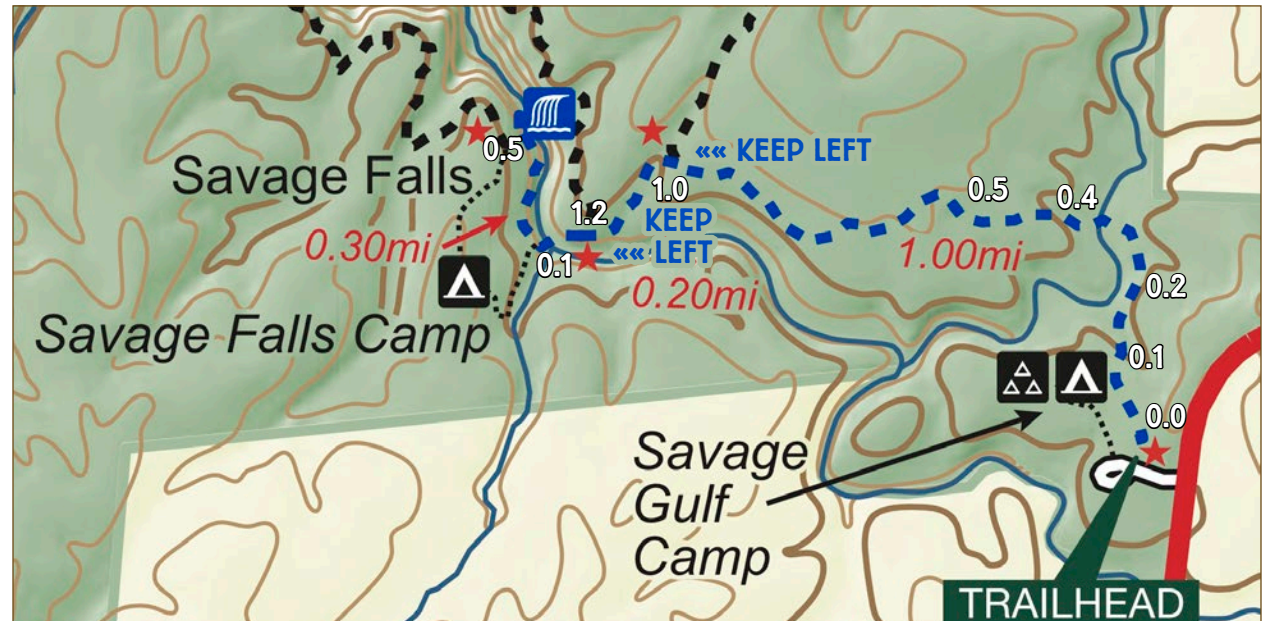 «« KEEP LEFT
0.5
Savage Falls
1.0
0.5
0.4
1.2
KEEP
«« LEFT
0.30mi
1.00mi
0.1
0.2
0.20mi
Savage Falls Camp
0.1
0.0
Savage
Gulf
Camp
TRAILHEAD